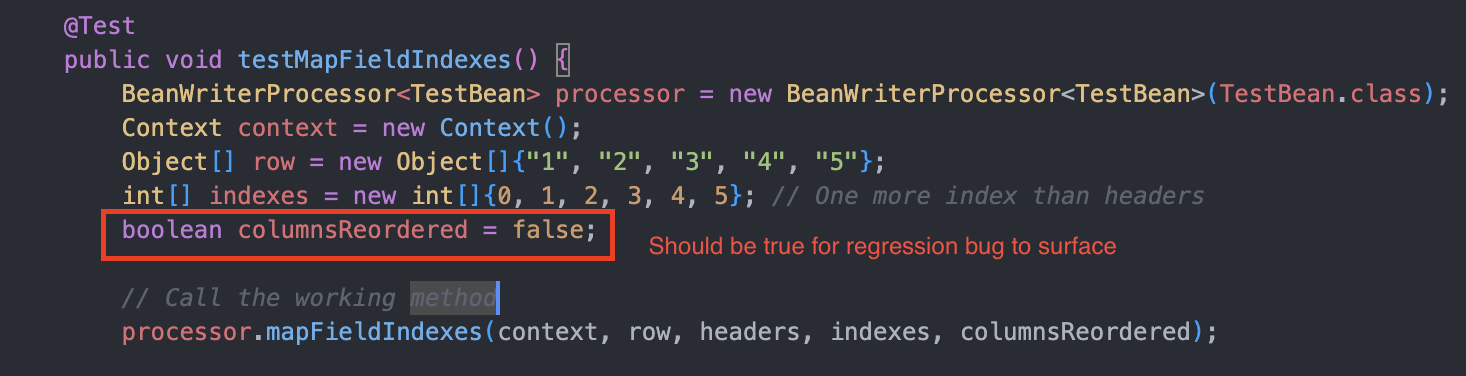 @Test
public void testMapFieldIndexes() {
BeanWriterProcessor<TestBean> processor = new BeanWriterProcessor<TestBean>(TestBean.class);
Context context = new Context();
Object[] row = new Object[]{"1", "2", "3", "4", "5"};
int[] indexes = new int[]{0, 1, 2, 3, 4, 5}; // One more index than headers
boolean columnsReordered = false;
Should be true for regression bug to surface
// Call the working method
processor.mapFieldIndexes(context, row, headers, indexes, columnsReordered);